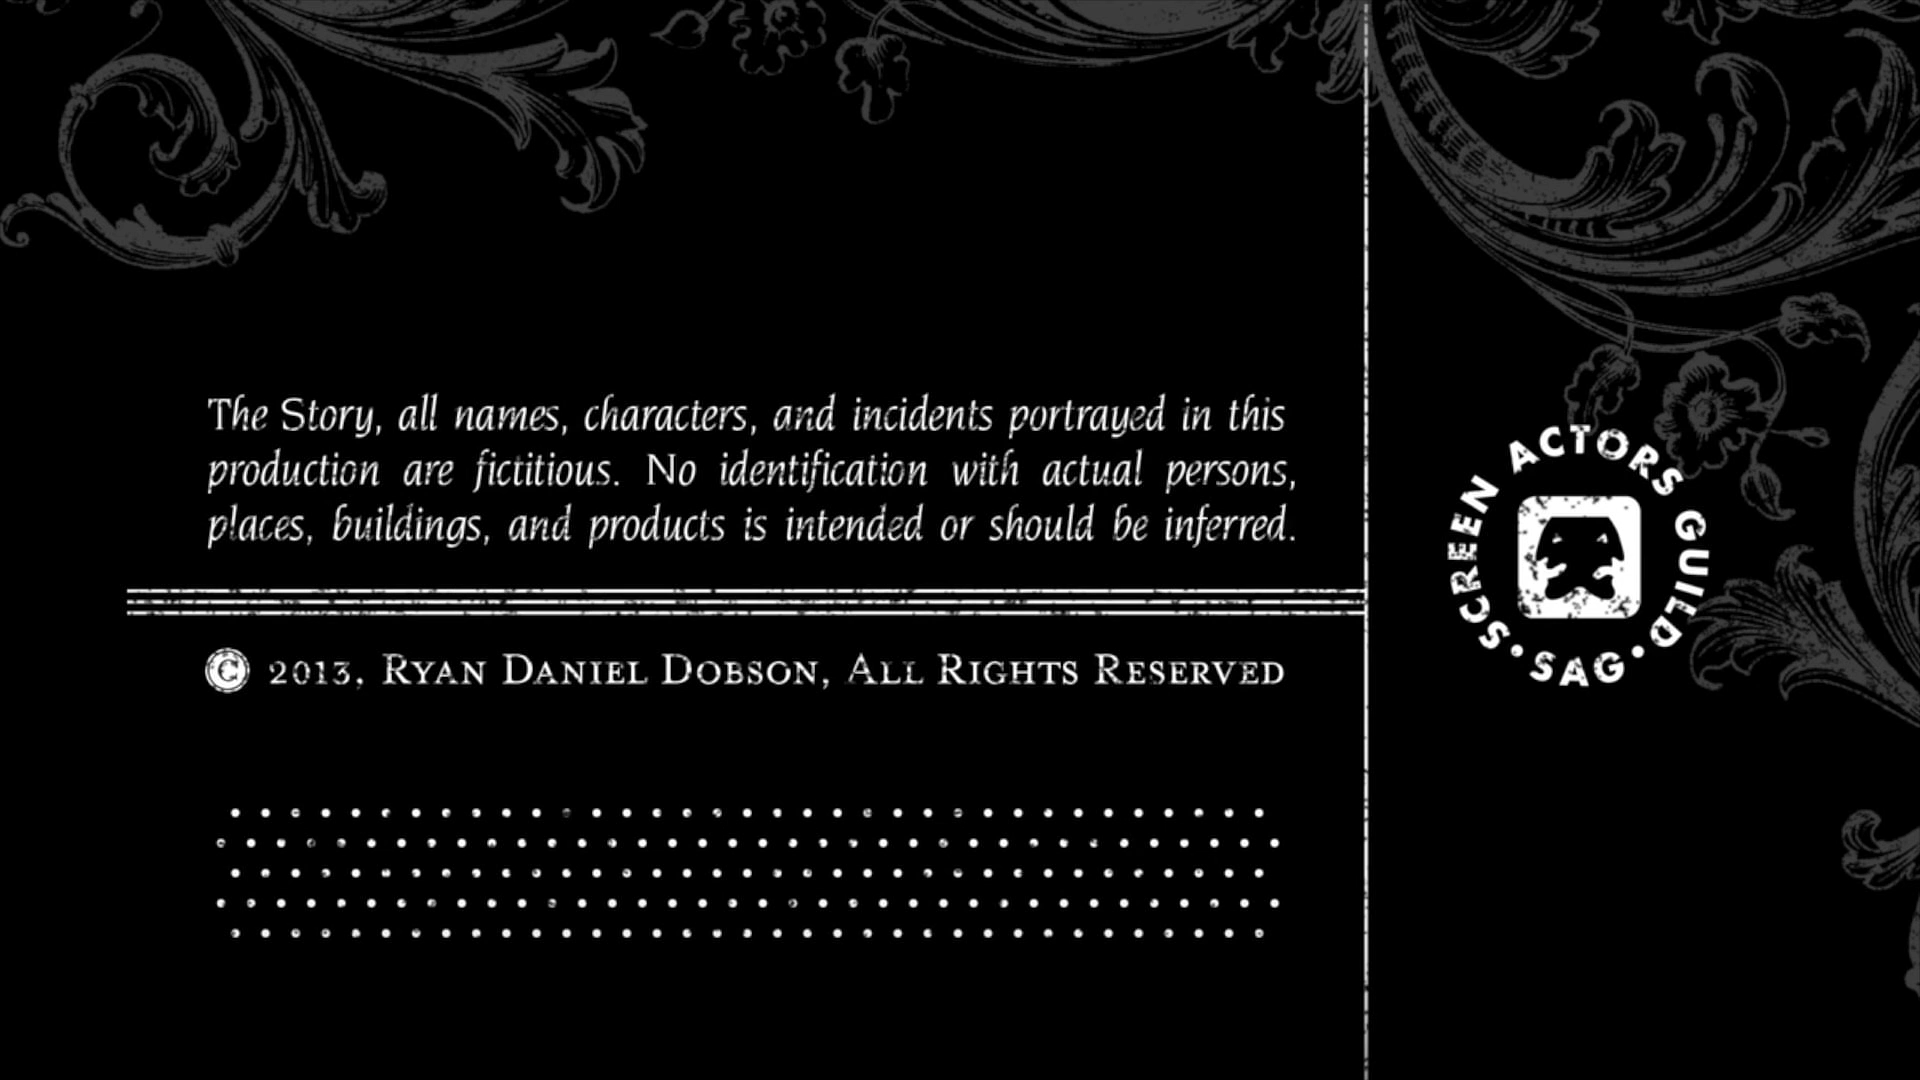 The Story, all names, characters, and incidents portrayed in this
production are fictitious. No identification with actual persons,
places, buildings, and products is intended or should be inferred.
© 2013, Ryan Daniel Dobson, All Rights Reserved
SCREEN ACTORS GUILD
•SAG•